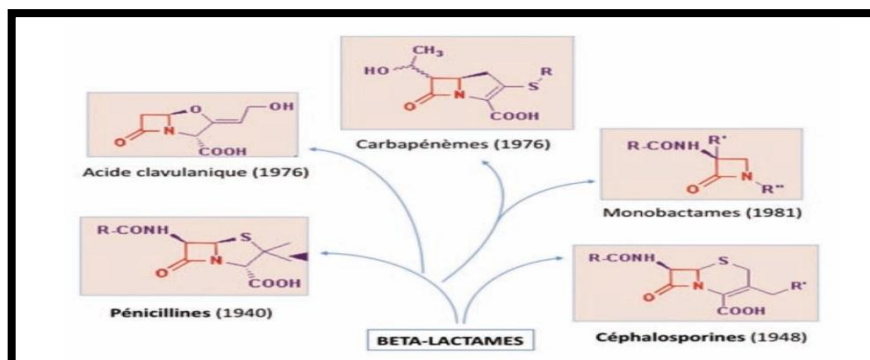 CH₃
HO
R
S
N
O
COOH
Carbapénèmes (1976)
O
OH
N
O
COOH
Acide clavulanique (1976)
R-CONH
R'
N
O
R"
Monobactames (1981)
R-CONH
S
N
O
COOH
Pénicillines (1940)
R-CONH
S
N
O
R'
COOH
Céphalosporines (1948)
BETA-LACTAMES